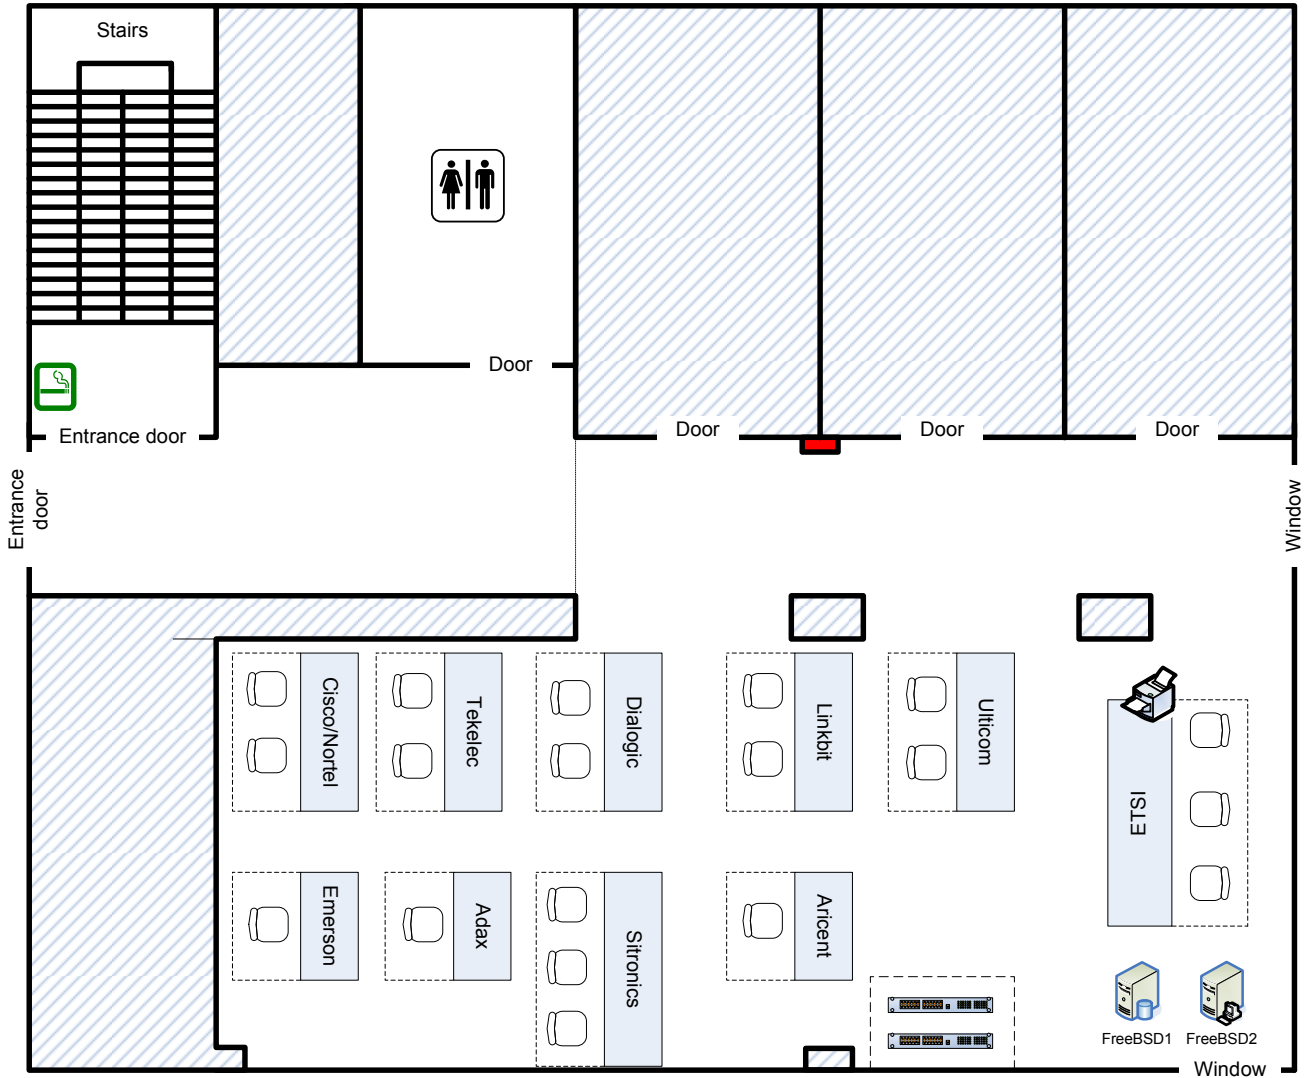 Stairs
Door
Entrance door
Door
Door
Door
Entrance
door
Window
Cisco/Nortel
Tekelec
Dialogic
Linkbit
Ulticom
ETSI
Emerson
Adax
Sitronics
Aricent
FreeBSD1
FreeBSD2
Window